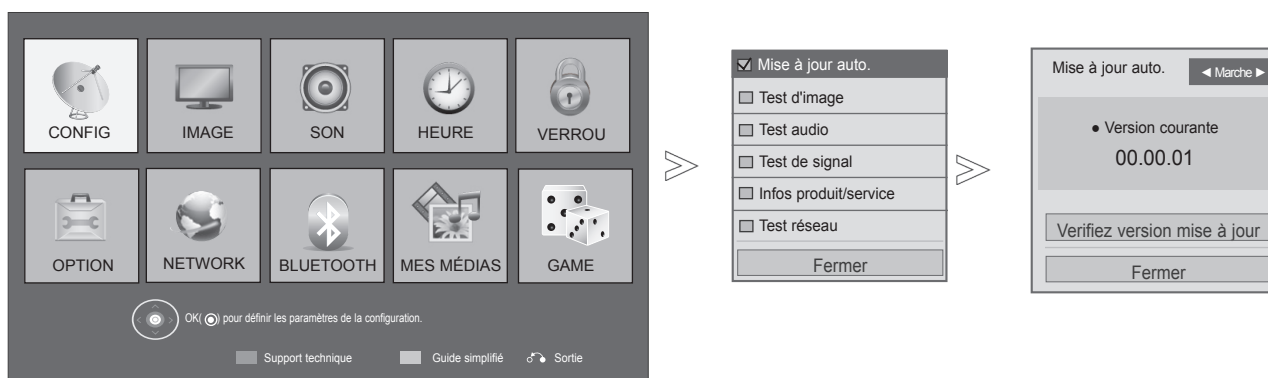 CONFIG
IMAGE
SON
HEURE
VERROU
OPTION
NETWORK
BLUETOOTH
MES MÉDIAS
GAME
OK( ) pour définir les paramètres de la configuration.
Support technique
Guide simplifié
Sortie
Mise à jour auto.
Test d'image
Test audio
Test de signal
Infos produit/service
Test réseau
Fermer
Mise à jour auto.
◄ Marche ►
● Version courante
00.00.01
Verifiez version mise à jour
Fermer